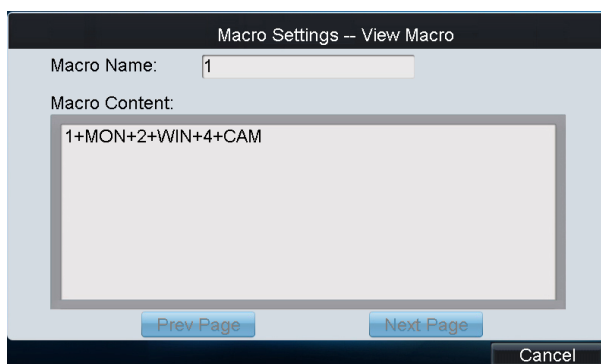 Macro Settings -- View Macro
Macro Name: 1
Macro Content:
1+MON+2+WIN+4+CAM
Prev Page Next Page
Cancel